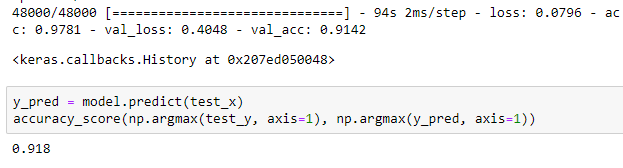 48000/48000 [==============================] - 94s 2ms/step - loss: 0.0796 - ac
c: 0.9781 - val_loss: 0.4048 - val_acc: 0.9142
<keras.callbacks.History at 0x207ed050048>
y_pred = model.predict(test_x)
accuracy_score(np.argmax(test_y, axis=1), np.argmax(y_pred, axis=1))
0.918